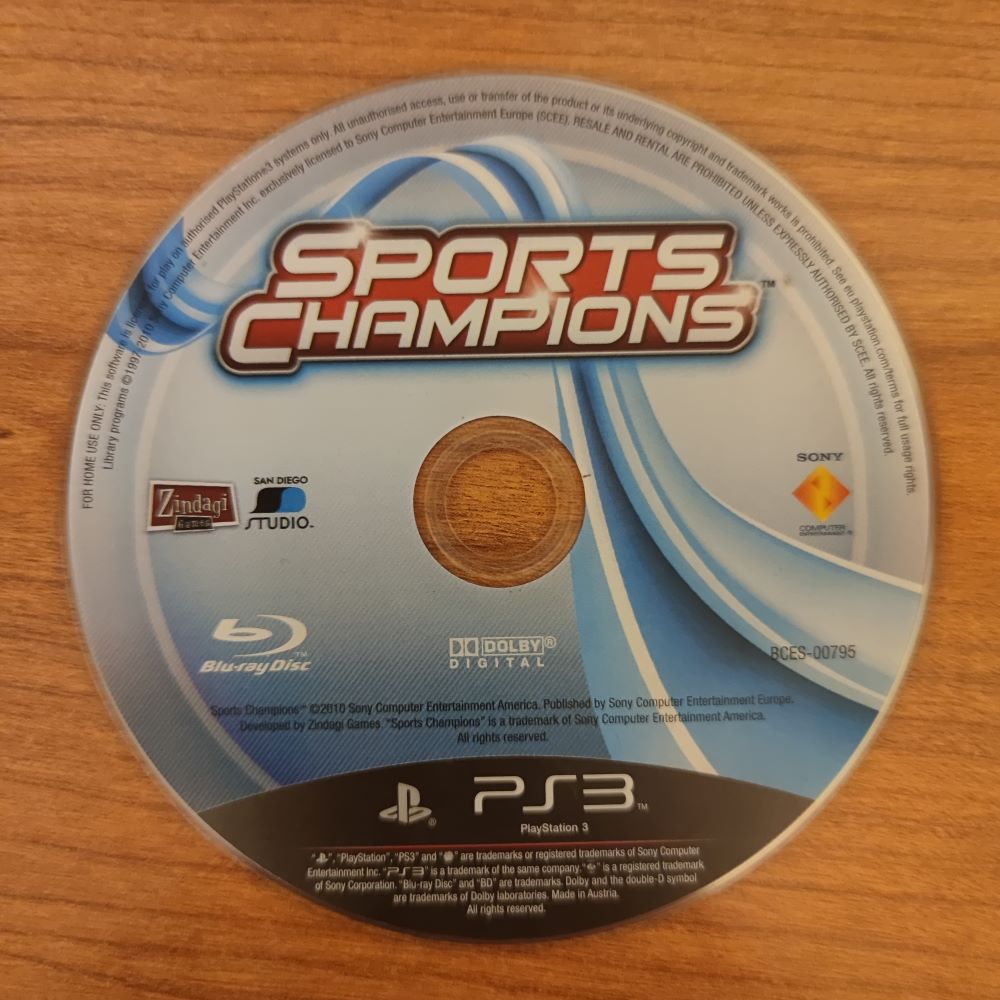 FOR HOME USE ONLY: This software is licensed for play on authorised PlayStation®3 systems only. All unauthorised access, use or transfer of the product or its underlying copyright and trademark works is prohibited. See eu.playstation.com/terms for full usage rights.
Library programs ©1997-2010 Sony Computer Entertainment Inc. exclusively licensed to Sony Computer Entertainment Europe (SCEE). RESALE AND RENTAL ARE PROHIBITED UNLESS EXPRESSLY AUTHORISED BY SCEE. All rights reserved.
SPORTS
CHAMPIONS™
Zindagi
Games
SAN DIEGO
STUDIO™
SONY
COMPUTER
ENTERTAINMENT®
Blu-ray Disc™
DOLBY®
DIGITAL
BCES-00795
Sports Champions™ ©2010 Sony Computer Entertainment America. Published by Sony Computer Entertainment Europe.
Developed by Zindagi Games. “Sports Champions” is a trademark of Sony Computer Entertainment America.
All rights reserved.
® PS3™
PlayStation 3
“ ”, “PlayStation”, “PS3” and “ ” are trademarks or registered trademarks of Sony Computer
Entertainment Inc. “PS3” is a trademark of the same company. “ ” is a registered trademark
of Sony Corporation. “Blu-ray Disc” and “BD” are trademarks. Dolby and the double-D symbol
are trademarks of Dolby laboratories. Made in Austria.
All rights reserved.